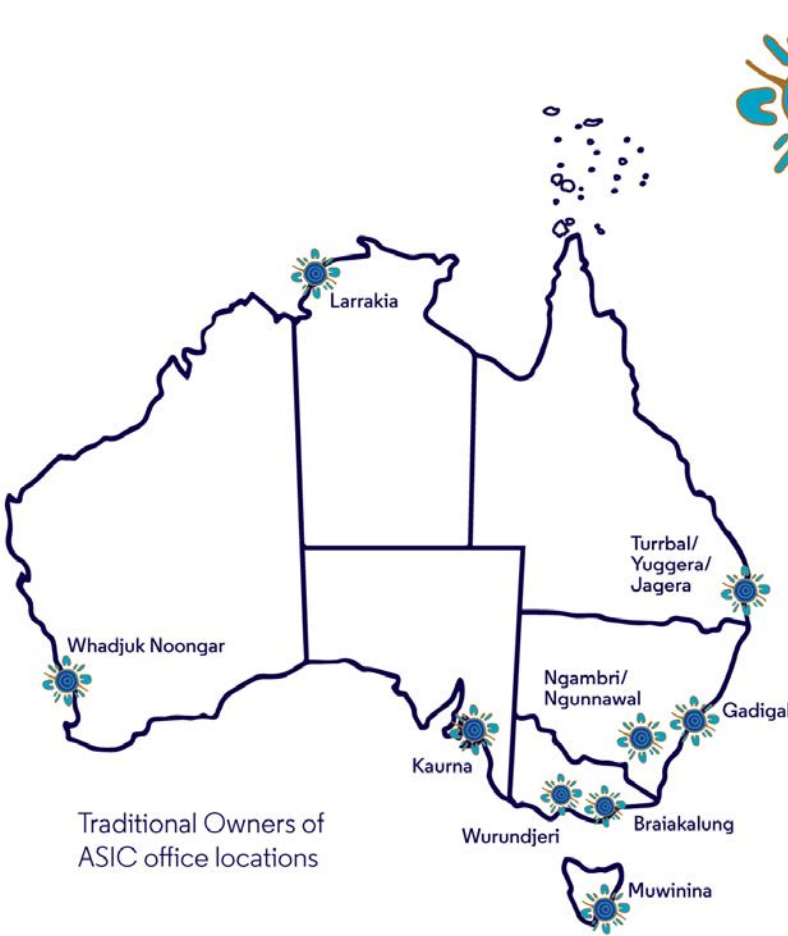 Larrakia
Turrbal/
Yuggera/
Jagera
Whadjuk Noongar
Ngambri/
Ngunnawal
Gadigal
Kaurna
Traditional Owners of
ASIC office locations
Wurundjeri
Braiakalung
Muwinina